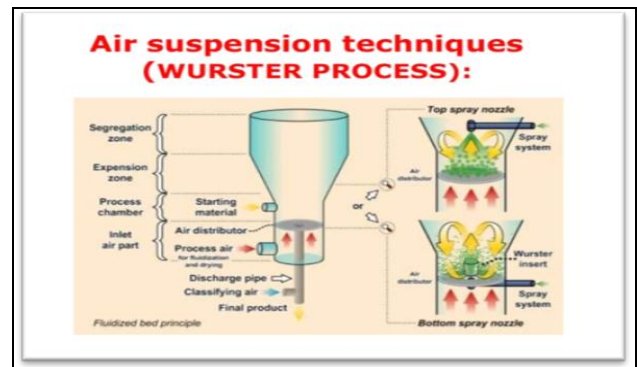 Air suspension techniques
(WURSTER PROCESS):
Segregation
zone
Expension
zone
Process
chamber
Inlet
air part
Starting
material
Air distributor
Process air
for fluidization
and drying
Discharge pipe
Classifying air
Final product
Fluidized bed principle
or
Top spray nozzle
Spray
system
Air
distributor
Wurster
insert
Air
distributor
Spray
system
Bottom spray nozzle